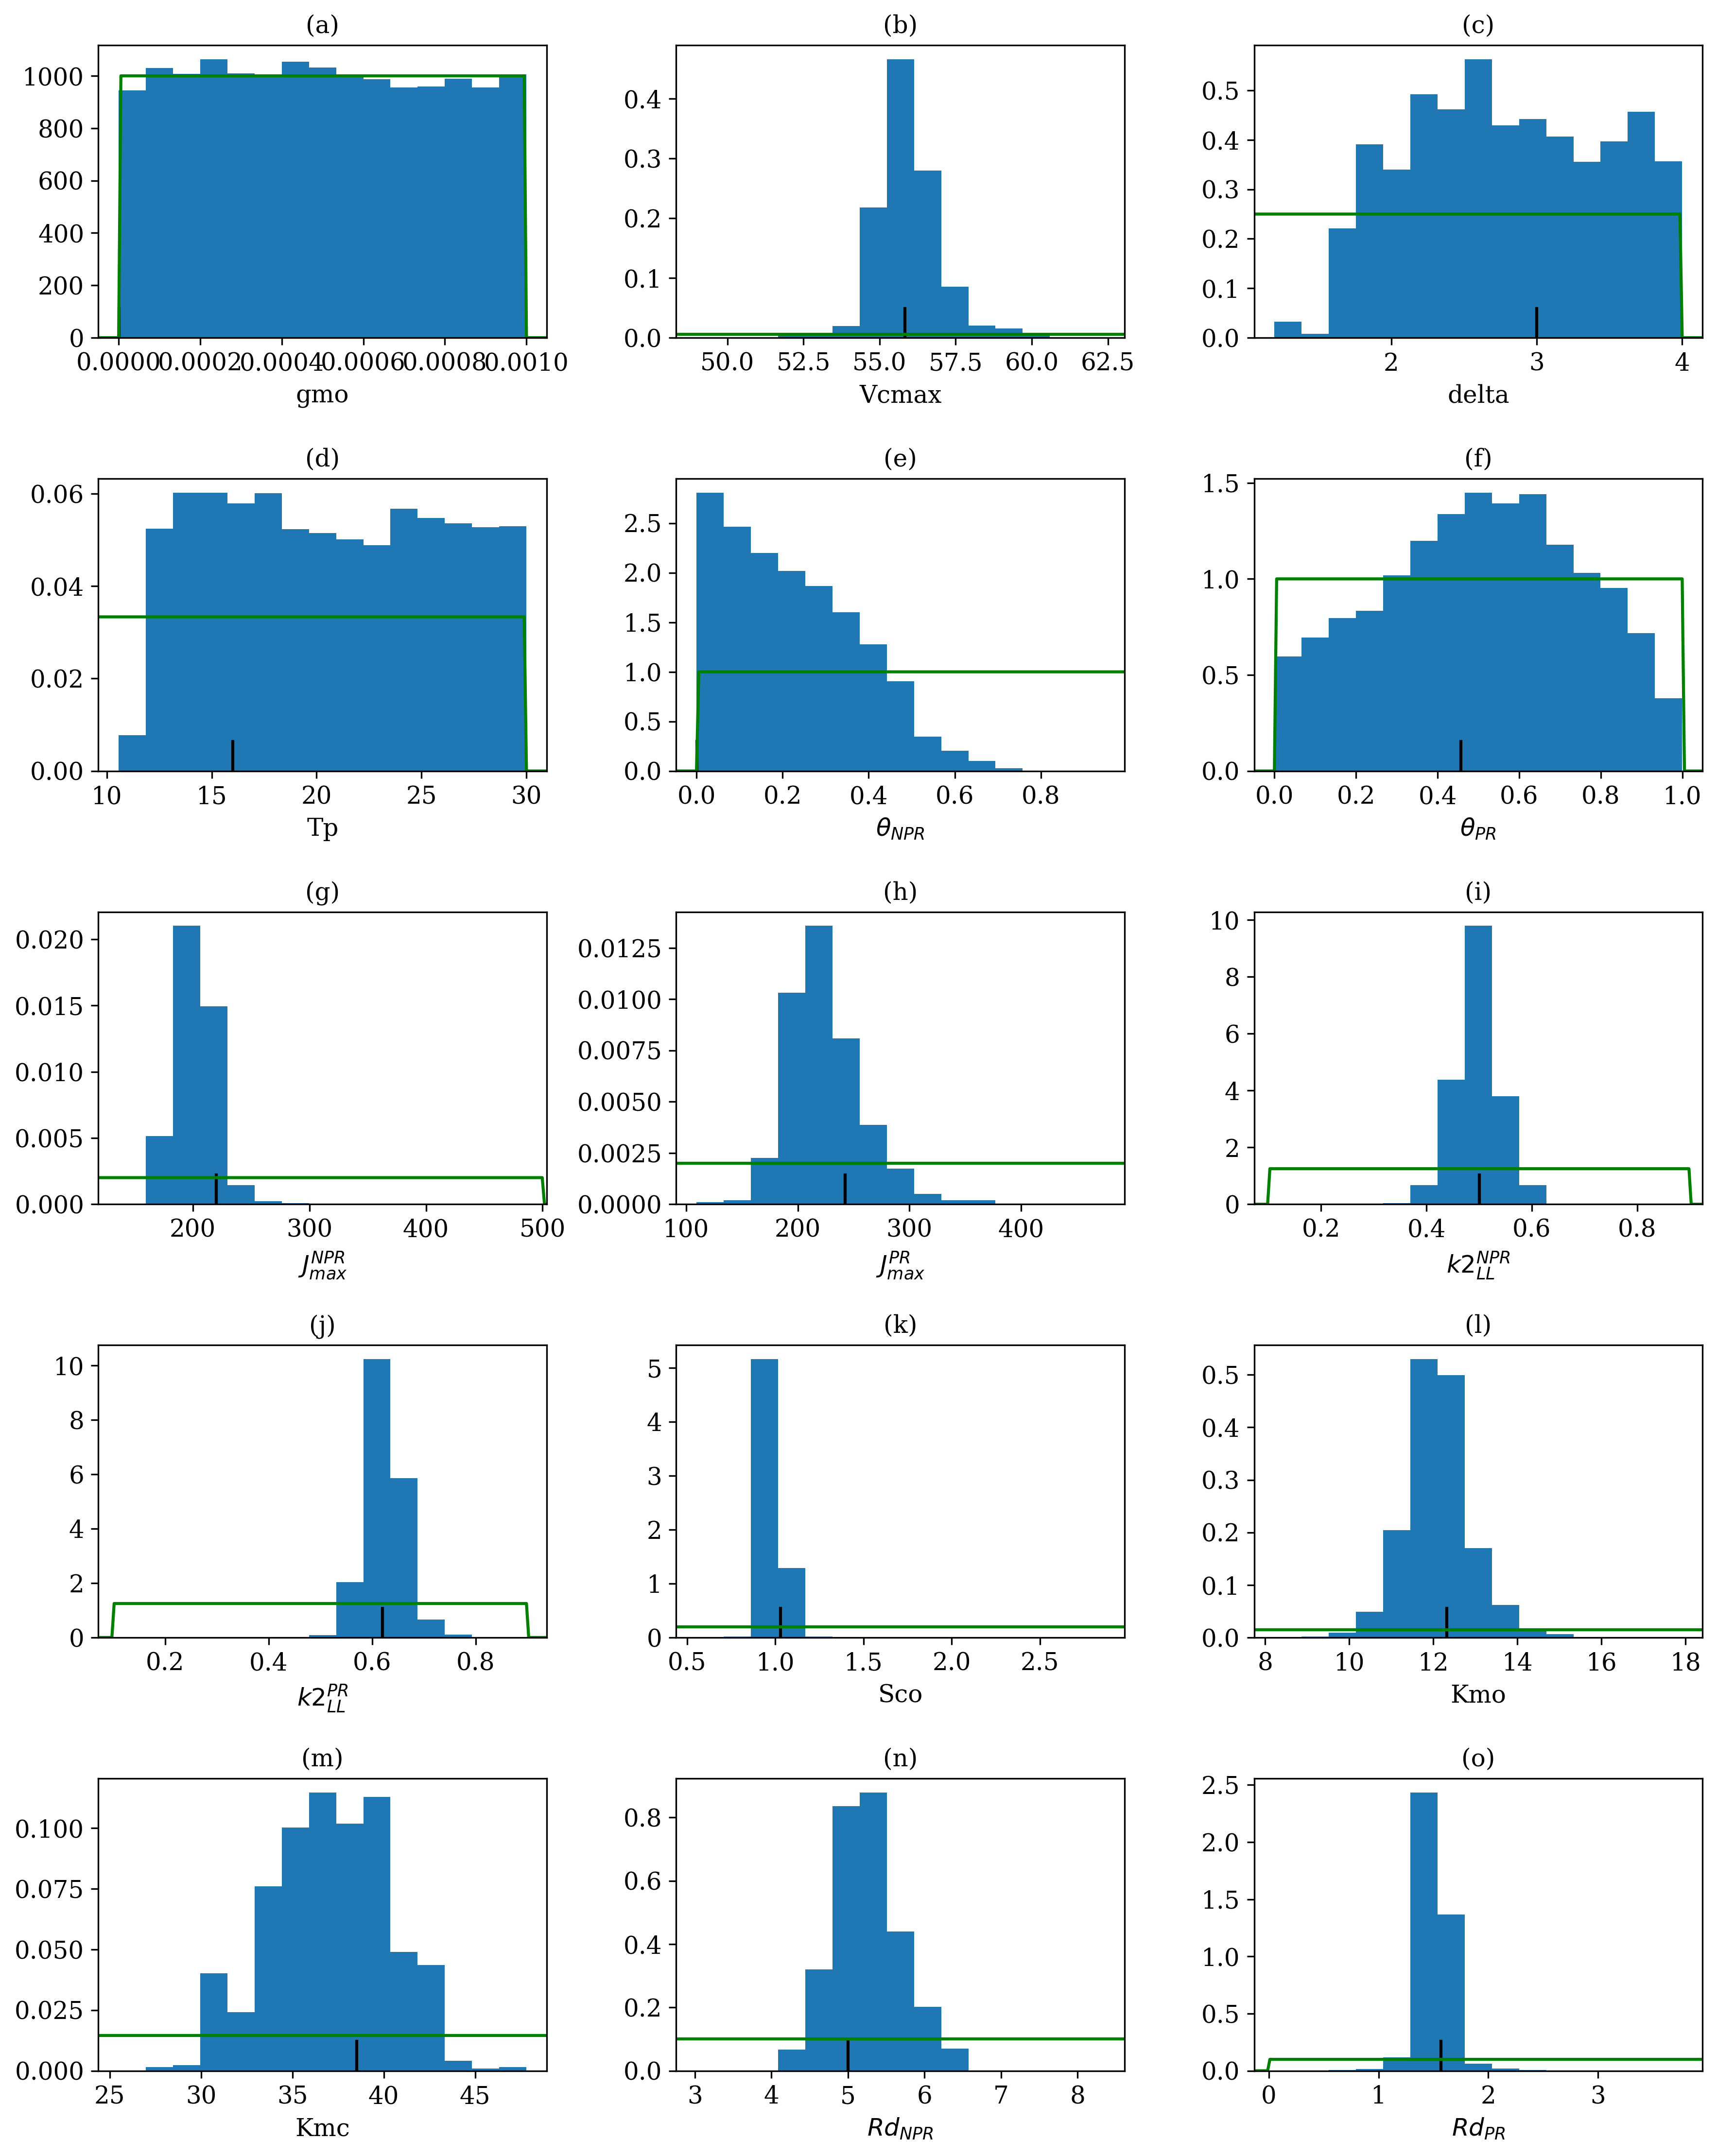 (a)
1000
800
600
400
200
0
0.0000 0.0002 0.0004 0.0006 0.0008 0.0010
gmo
(b)
0.4
0.3
0.2
0.1
0.0
50.0 52.5 55.0 57.5 60.0 62.5
Vcmax
(c)
0.5
0.4
0.3
0.2
0.1
0.0
2 3 4
delta
(d)
0.06
0.04
0.02
0.00
10 15 20 25 30
Tp
(e)
2.5
2.0
1.5
1.0
0.5
0.0
0.0 0.2 0.4 0.6 0.8
θ_NPR
(f)
1.5
1.0
0.5
0.0
0.0 0.2 0.4 0.6 0.8 1.0
θ_PR
(g)
0.020
0.015
0.010
0.005
0.000
200 300 400 500
J_max^NPR
(h)
0.0125
0.0100
0.0075
0.0050
0.0025
0.0000
100 200 300 400
J_max^PR
(i)
10
8
6
4
2
0
0.2 0.4 0.6 0.8
k2_LL^NPR
(j)
10
8
6
4
2
0
0.2 0.4 0.6 0.8
k2_LL^PR
(k)
5
4
3
2
1
0
0.5 1.0 1.5 2.0 2.5
Sco
(l)
0.5
0.4
0.3
0.2
0.1
0.0
8 10 12 14 16 18
Kmo
(m)
0.100
0.075
0.050
0.025
0.000
25 30 35 40 45
Kmc
(n)
0.8
0.6
0.4
0.2
0.0
3 4 5 6 7 8
Rd_NPR
(o)
2.5
2.0
1.5
1.0
0.5
0.0
0 1 2 3
Rd_PR